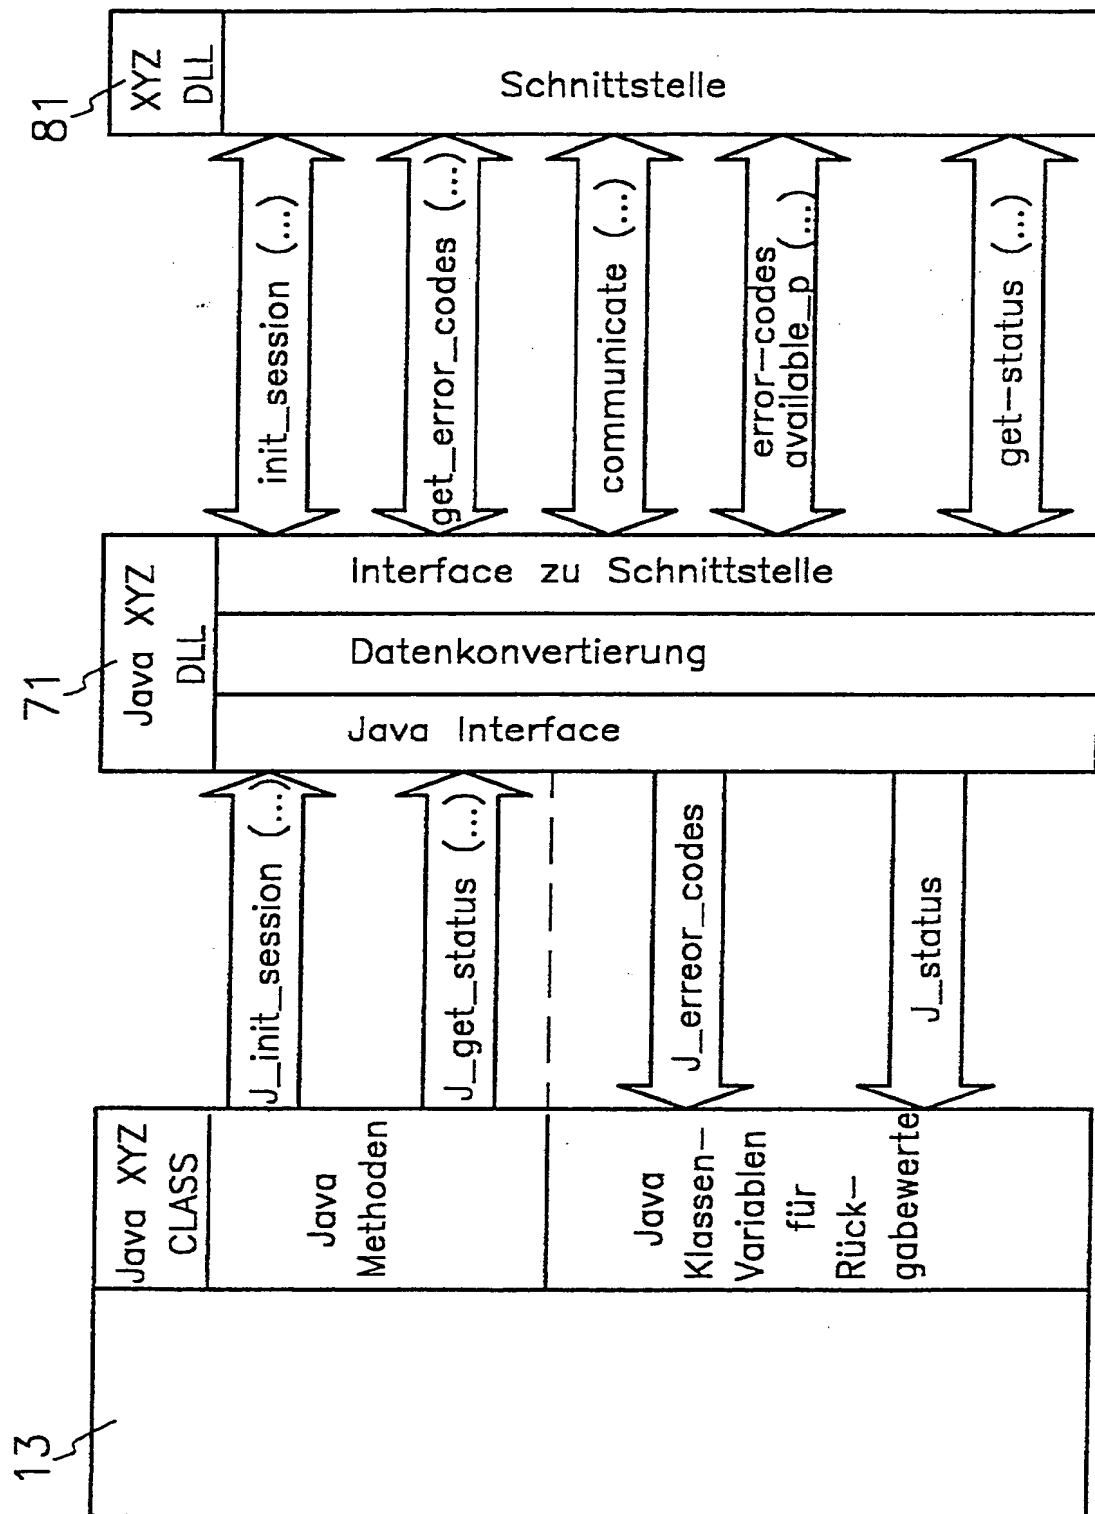 13
Java XYZ
CLASS
Java
Methoden
Java
Klassen-
Variablen
für
Rück-
gabewerte
J_init_session (...)
J_get_status (...)
J_erreor_codes
J_status
71
Java XYZ
DLL
Java Interface
Datenkonvertierung
Interface zu Schnittstelle
init_session (...)
get_error_codes (...)
communicate (...)
error-codes
available_p (...)
get-status (...)
81
XYZ
DLL
Schnittstelle